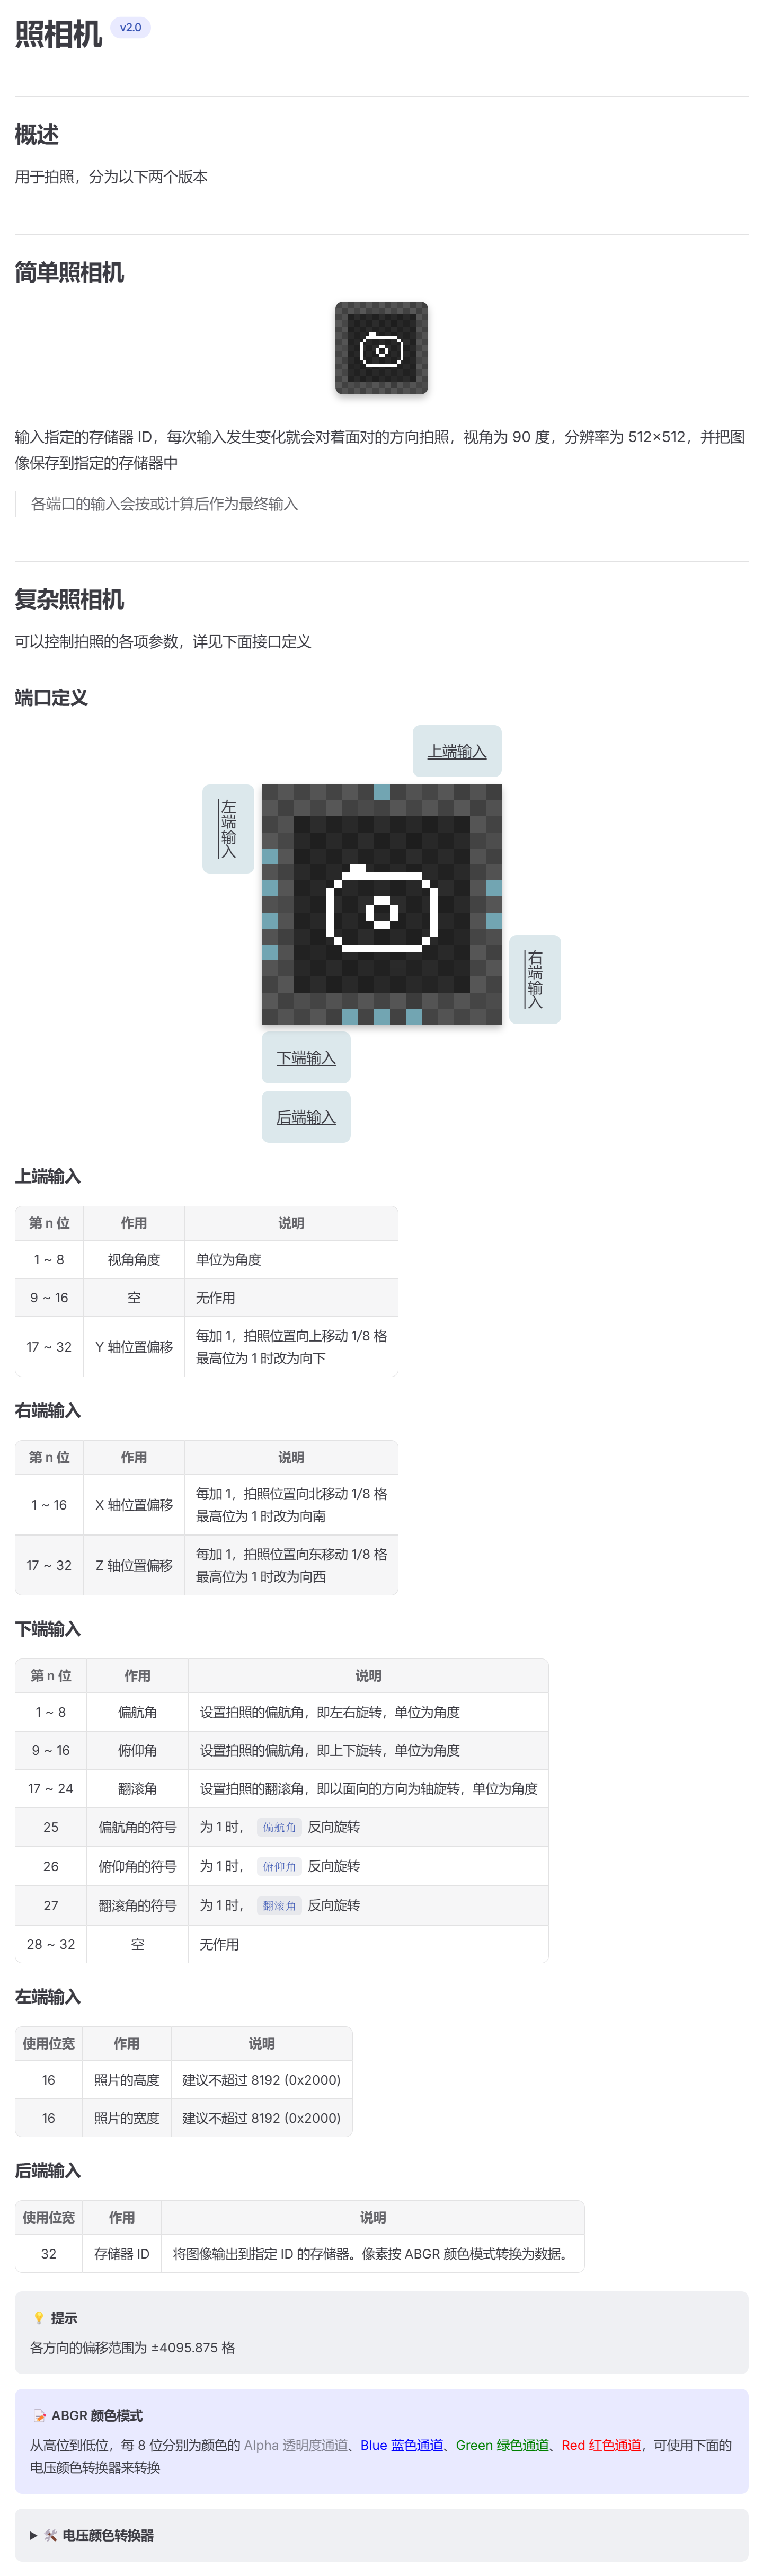 照相机 v2.0
概述
用于拍照，分为以下两个版本
简单照相机
输入指定的存储器 ID，每次输入发生变化就会对着面对的方向拍照，视角为 90 度，分辨率为 512×512，并把图
像保存到指定的存储器中
各端口的输入会按或计算后作为最终输入
复杂照相机
可以控制拍照的各项参数，详见下面接口定义
端口定义
上端输入
左端输入
右端输入
下端输入
后端输入
上端输入
第 n 位 作用 说明
1 ~ 8 视角角度 单位为角度
9 ~ 16 空 无作用
17 ~ 32 Y 轴位置偏移 每加 1，拍照位置向上移动 1/8 格
最高位为 1 时改为向下
右端输入
第 n 位 作用 说明
1 ~ 16 X 轴位置偏移 每加 1，拍照位置向北移动 1/8 格
最高位为 1 时改为向南
17 ~ 32 Z 轴位置偏移 每加 1，拍照位置向东移动 1/8 格
最高位为 1 时改为向西
下端输入
第 n 位 作用 说明
1 ~ 8 偏航角 设置拍照的偏航角，即左右旋转，单位为角度
9 ~ 16 俯仰角 设置拍照的偏航角，即上下旋转，单位为角度
17 ~ 24 翻滚角 设置拍照的翻滚角，即以面向的方向为轴旋转，单位为角度
25 偏航角的符号 为 1 时， 偏航角 反向旋转
26 俯仰角的符号 为 1 时， 俯仰角 反向旋转
27 翻滚角的符号 为 1 时， 翻滚角 反向旋转
28 ~ 32 空 无作用
左端输入
使用位宽 作用 说明
16 照片的高度 建议不超过 8192 (0x2000)
16 照片的宽度 建议不超过 8192 (0x2000)
后端输入
使用位宽 作用 说明
32 存储器 ID 将图像输出到指定 ID 的存储器。像素按 ABGR 颜色模式转换为数据。
💡 提示
各方向的偏移范围为 ±4095.875 格
📝 ABGR 颜色模式
从高位到低位，每 8 位分别为颜色的 Alpha 透明度通道、Blue 蓝色通道、Green 绿色通道、Red 红色通道，可使用下面的
电压颜色转换器来转换
▶ 🛠️ 电压颜色转换器